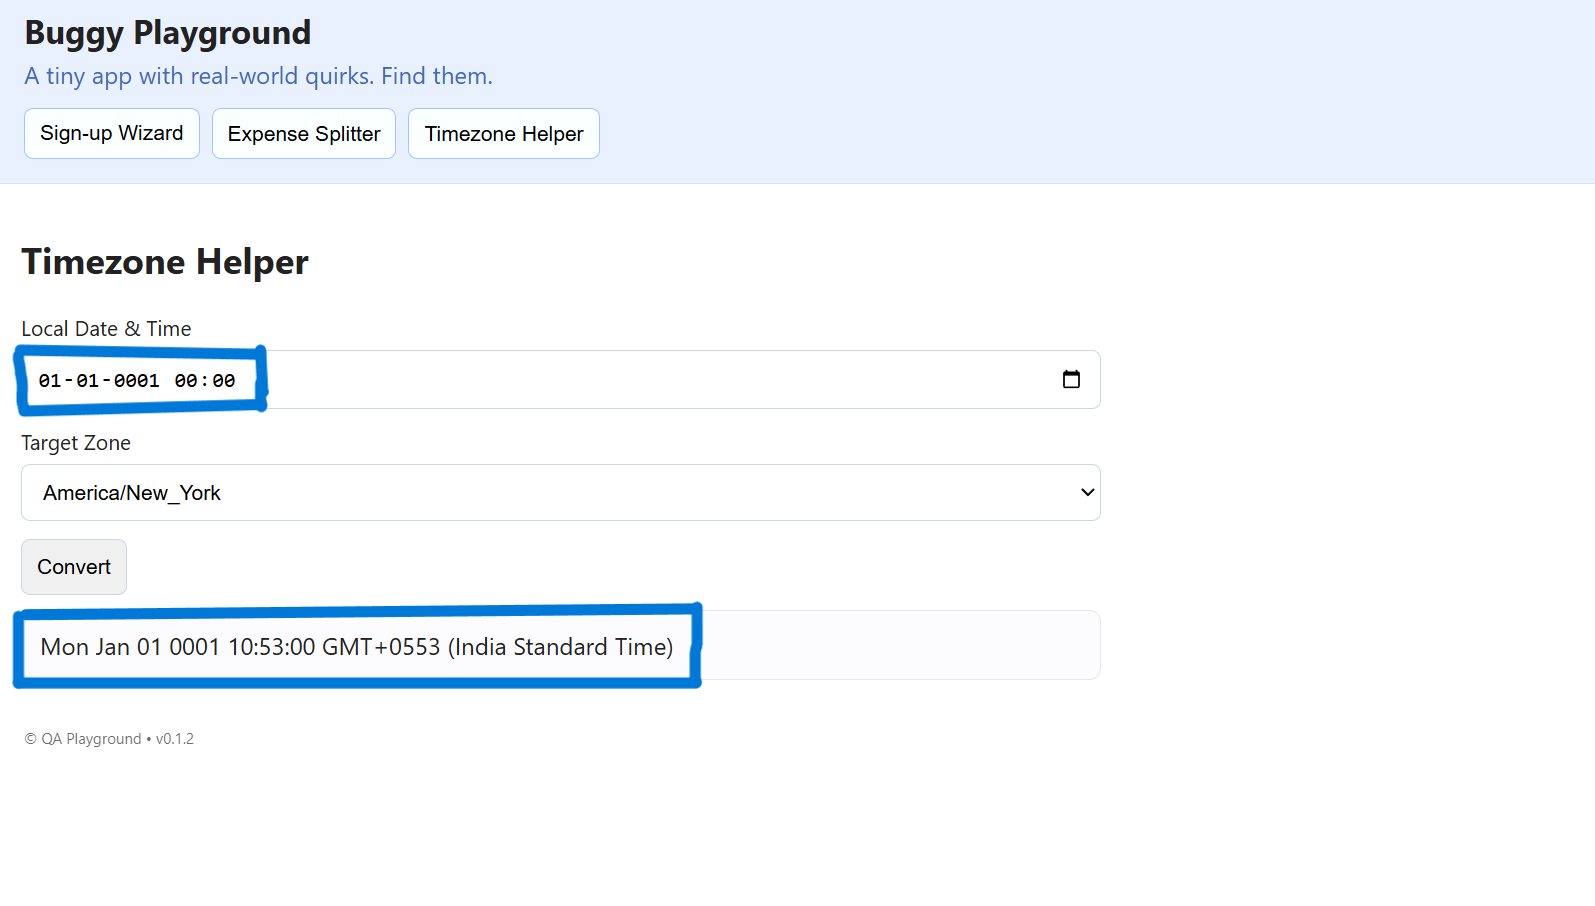 Buggy Playground
A tiny app with real-world quirks. Find them.
Sign-up Wizard Expense Splitter Timezone Helper
Timezone Helper
Local Date & Time
01-01-0001 00:00
Target Zone
America/New_York
Convert
Mon Jan 01 0001 10:53:00 GMT+0553 (India Standard Time)
© QA Playground • v0.1.2